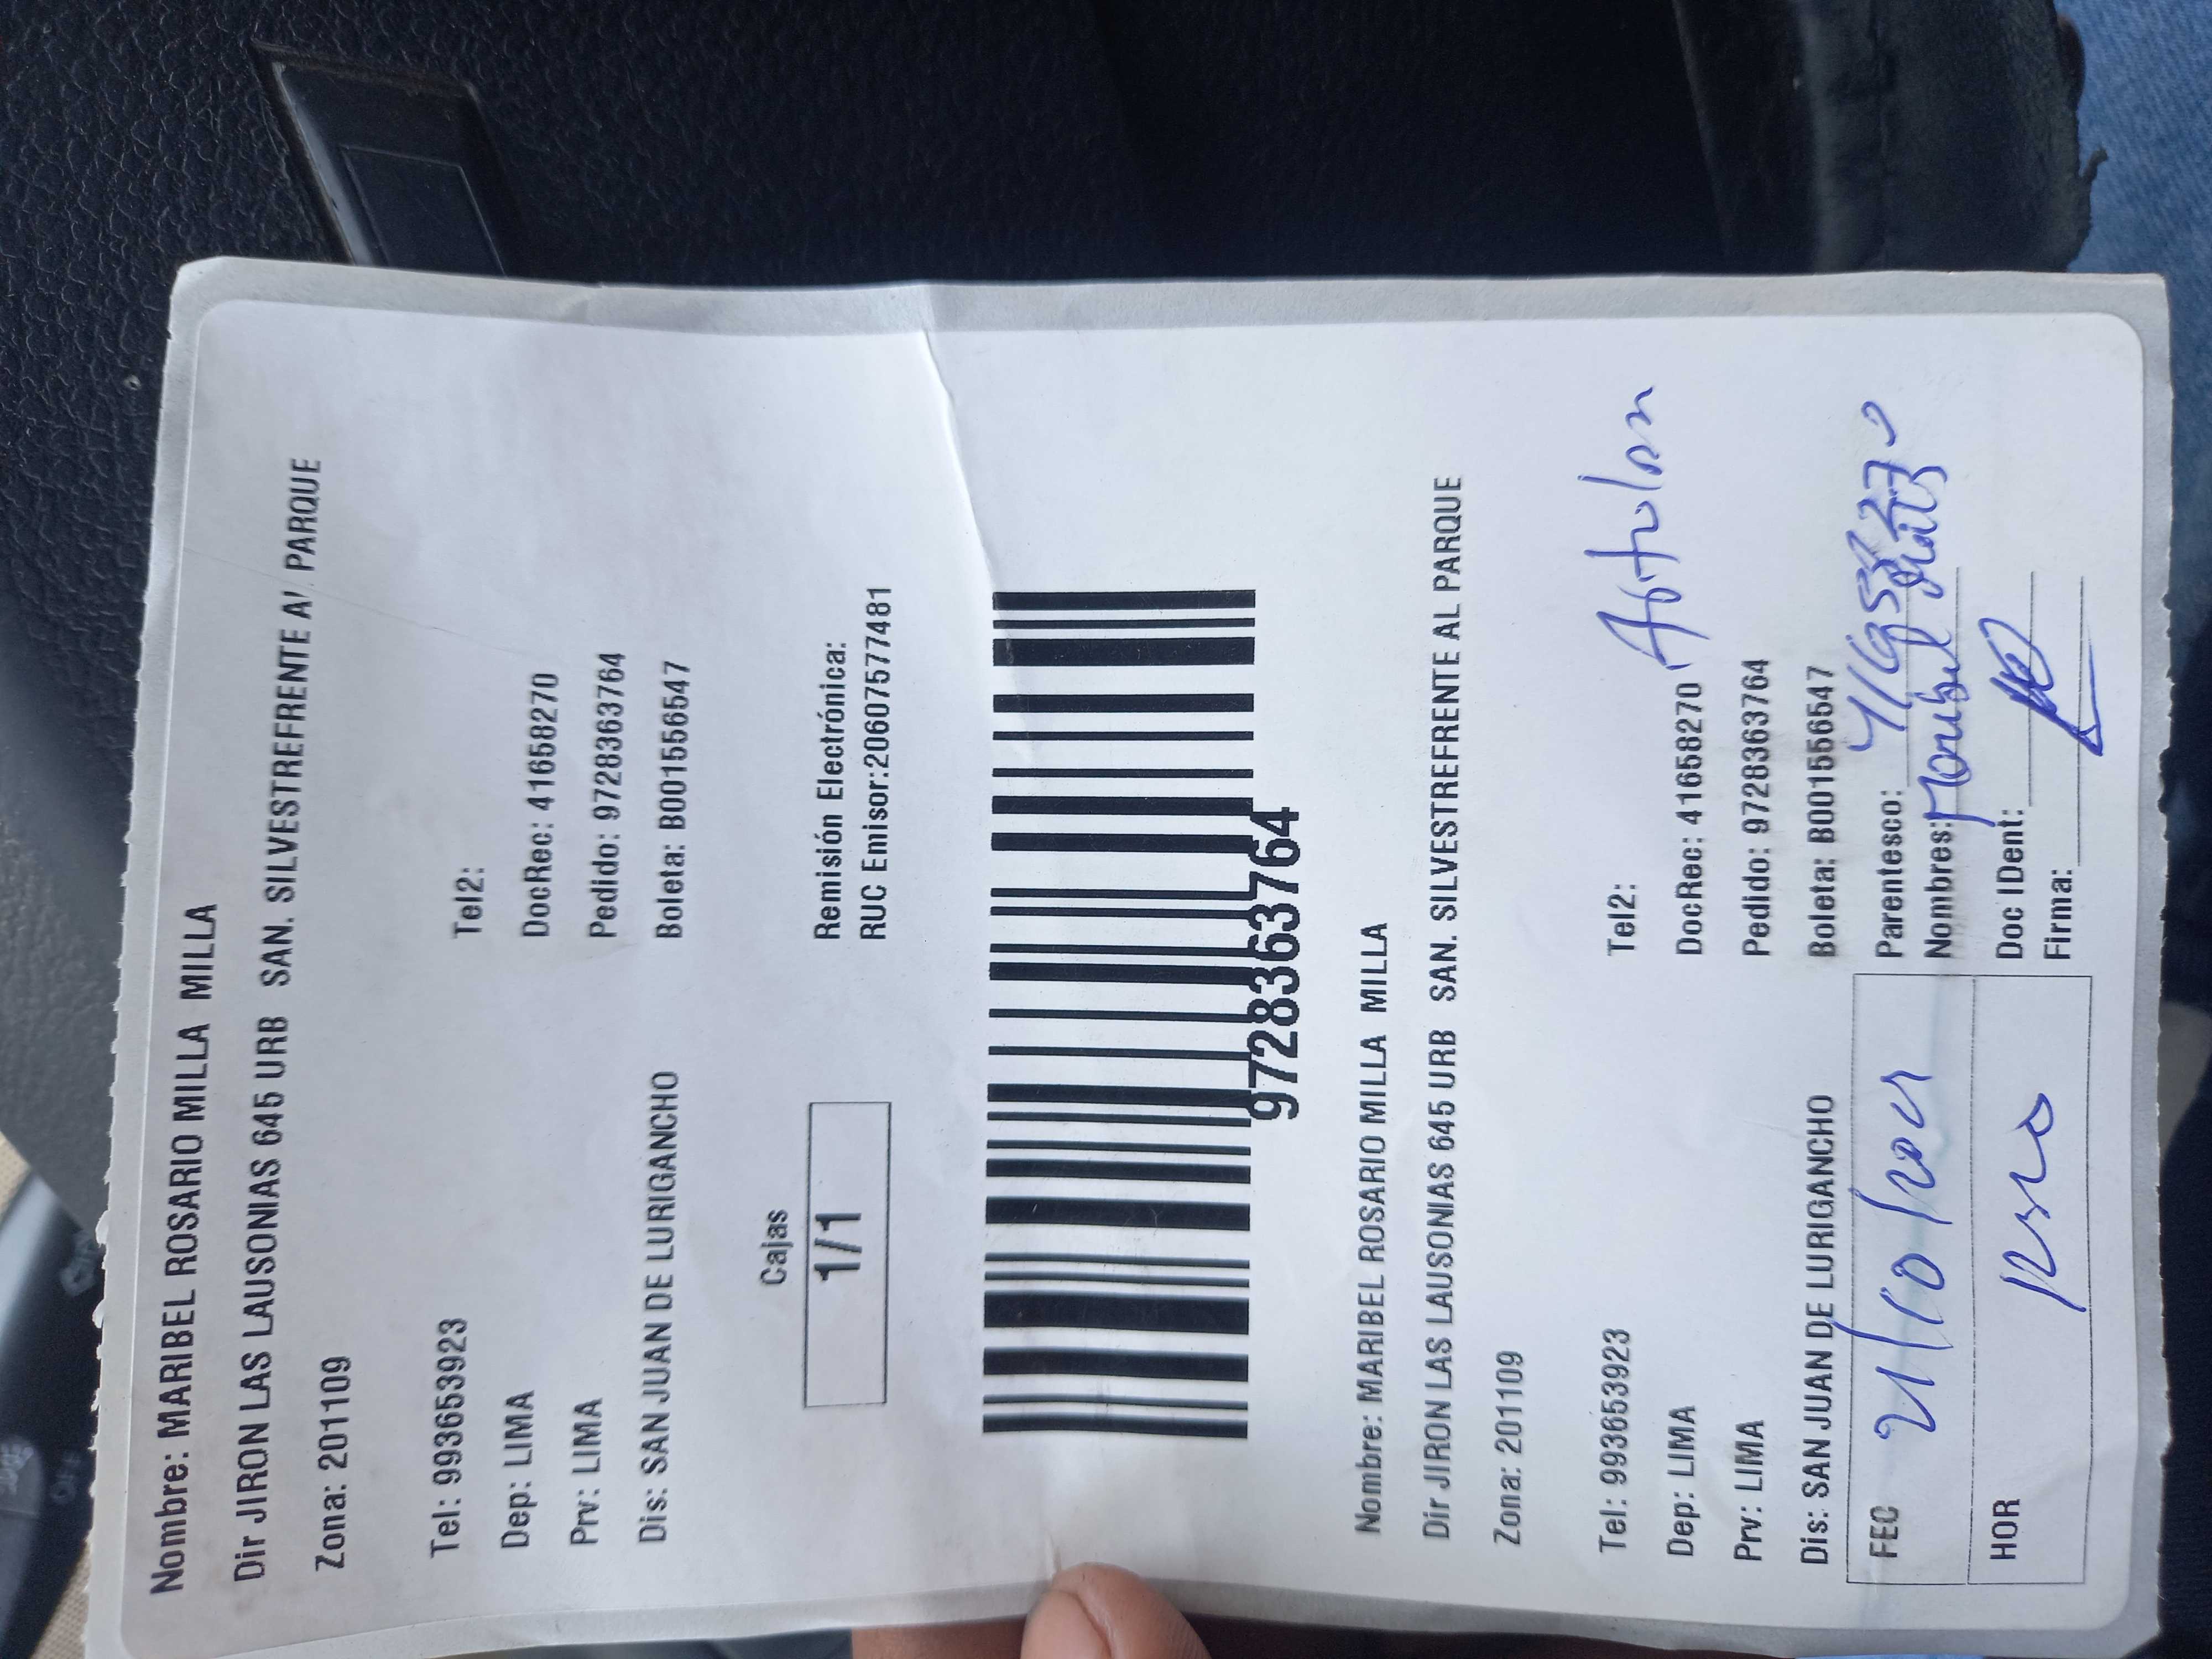 Nombre: MARIBEL ROSARIO MILLA MILLA
Dir JIRON LAS LAUSONIAS 645 URB SAN. SILVESTREFRENTE A PARQUE
Zona: 201109
Tel: 993653923 Tel2:
Dep: LIMA DocRec: 41658270
Prv: LIMA Pedido: 97283637​64
Dis: SAN JUAN DE LURIGANCHO Boleta: B001556547
Cajas
1/1
Remisión Electrónica:
RUC Emisor:20607577481
9728363764
Nombre: MARIBEL ROSARIO MILLA MILLA
Dir JIRON LAS LAUSONIAS 645 URB SAN. SILVESTREFRENTE AL PARQUE
Zona: 201109
Tel: 993653923 Tel2:
Dep: LIMA DocRec: 41658270
Prv: LIMA Pedido: 9728363764
Dis: SAN JUAN DE LURIGANCHO Boleta: B001556547
FEC Parentesco:
Nombres: Maribel
HOR Doc IDent:
Firma: